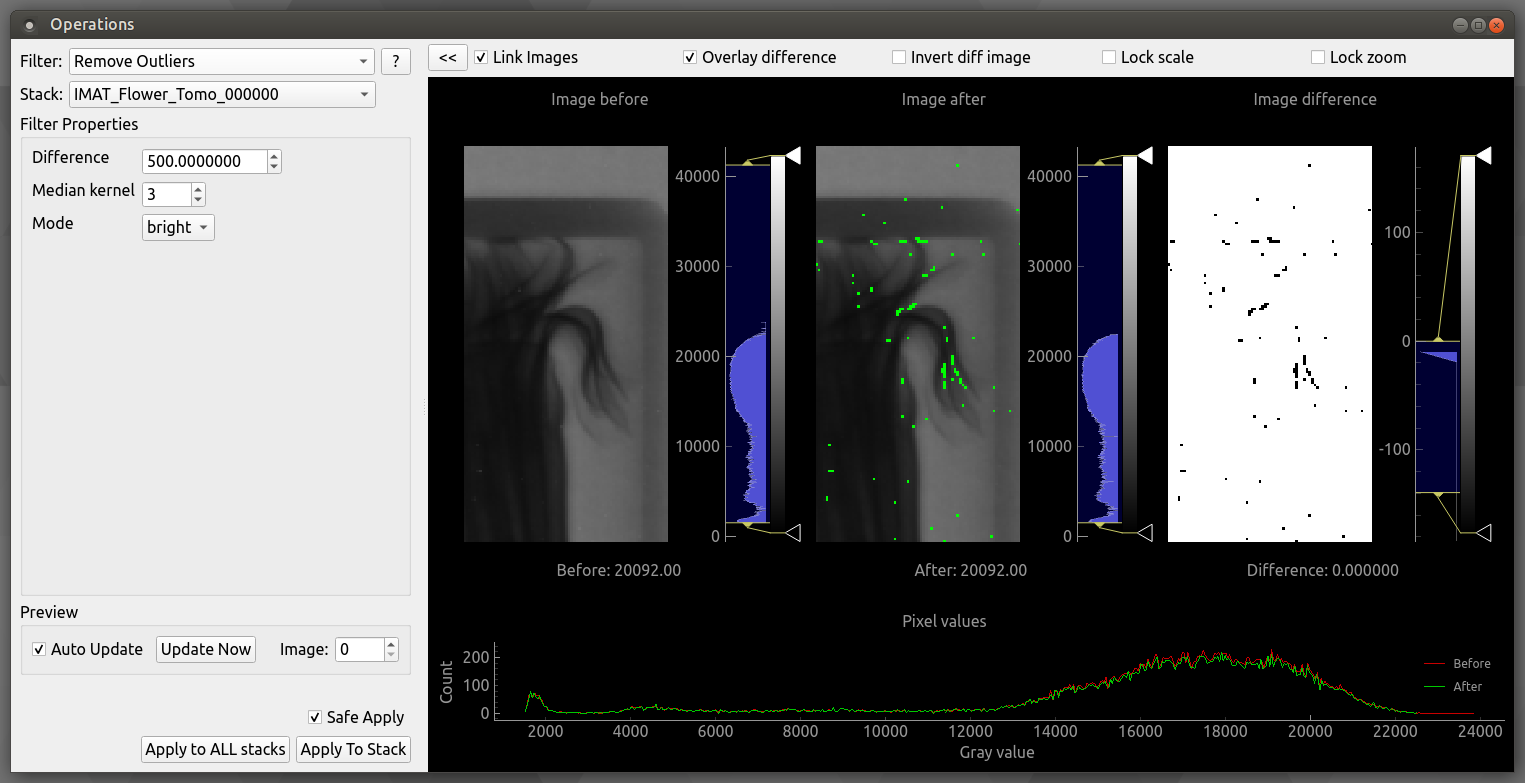 Operations
Filter: Remove Outliers ?
Stack: IMAT_Flower_Tomo_000000
Filter Properties
Difference 500.0000000
Median kernel 3
Mode bright
Preview
Auto Update Update Now Image: 0
Safe Apply
Apply to ALL stacks Apply To Stack
<< Link Images Overlay difference Invert diff image Lock scale Lock zoom
Image before Image after Image difference
40000 40000
100
30000 30000
0
20000 20000
-100
10000 10000
0 0
Before: 20092.00 After: 20092.00 Difference: 0.000000
Pixel values
Count
200
100
0
Before
After
2000 4000 6000 8000 10000 12000 14000 16000 18000 20000 22000 24000
Gray value